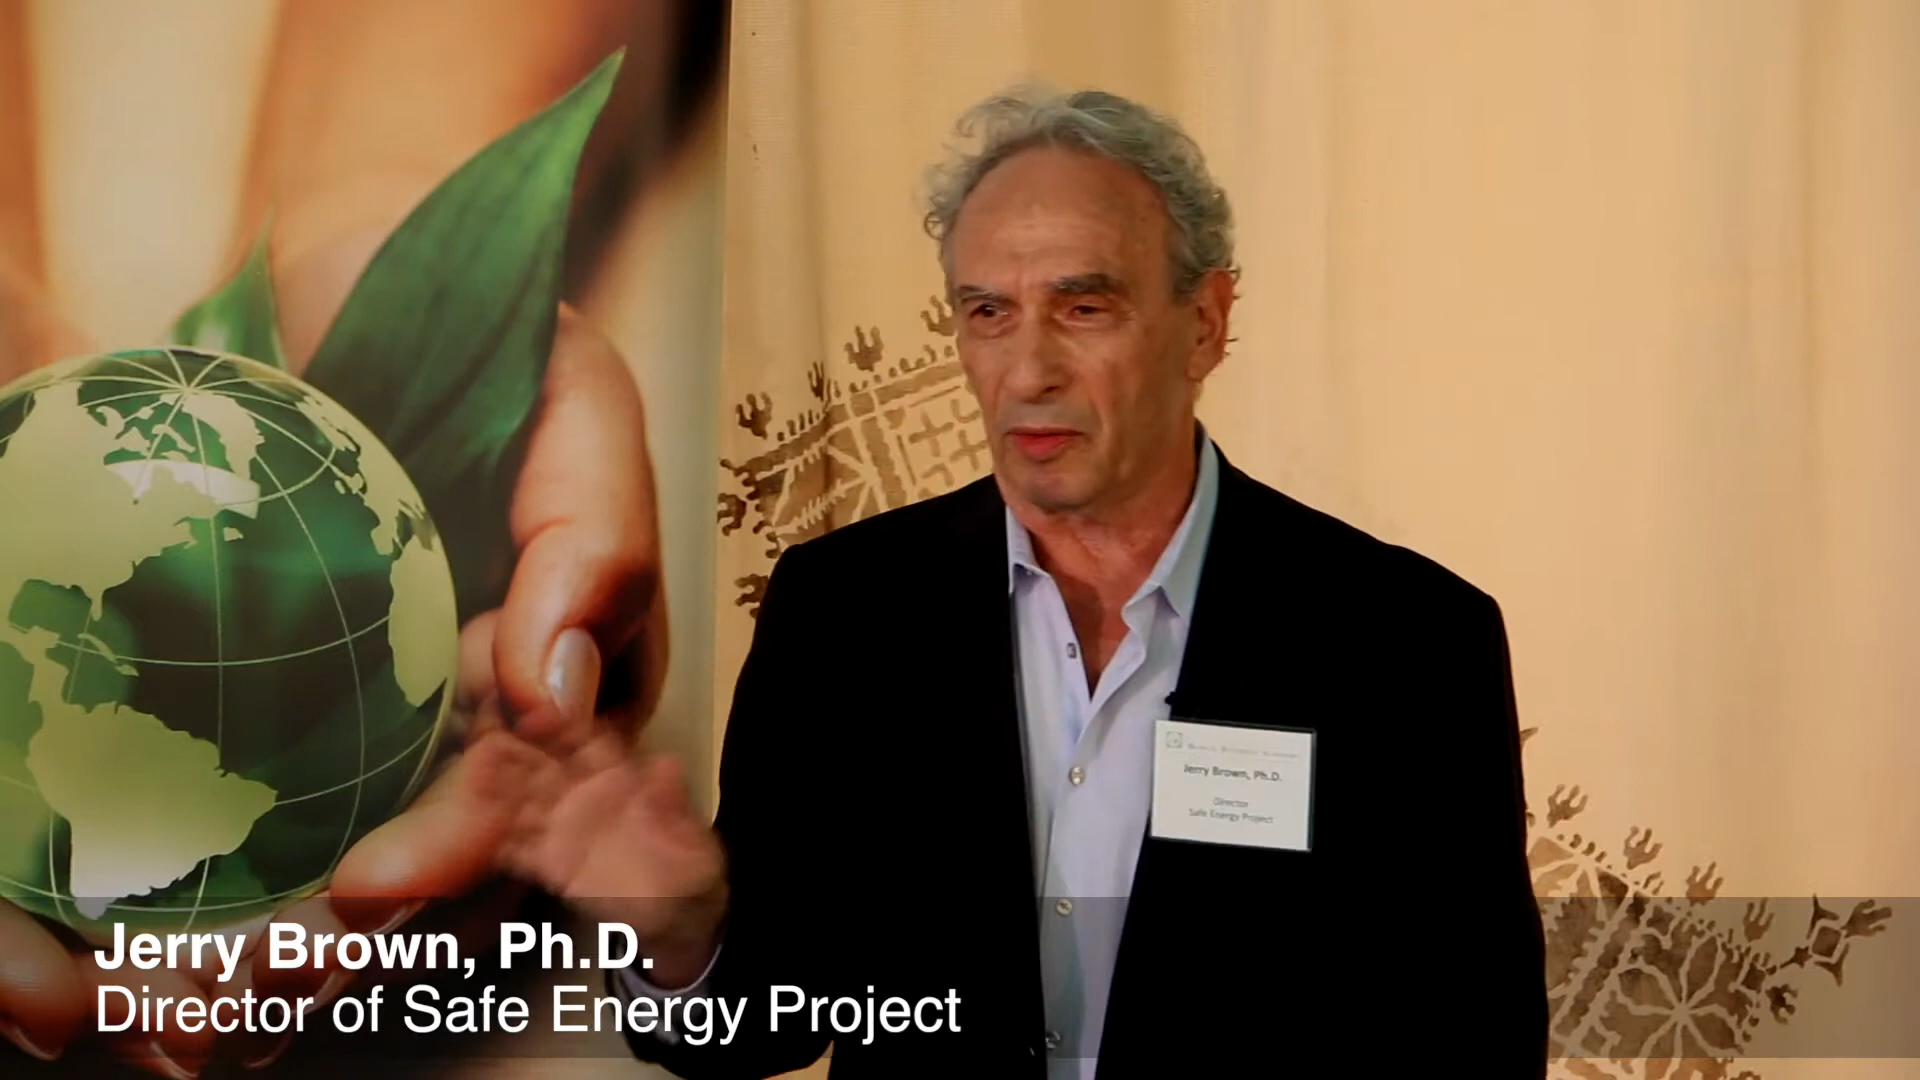 Jerry Brown, Ph.D.
Director
Safe Energy Project
Jerry Brown, Ph.D.
Director of Safe Energy Project